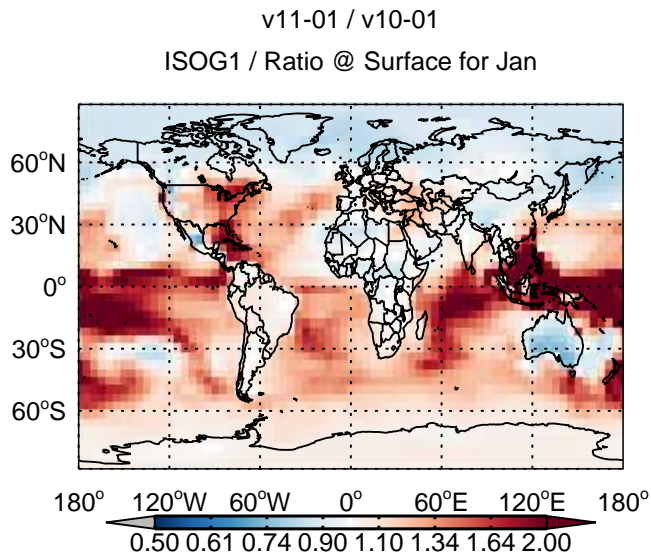 v11-01 / v10-01
ISOG1 / Ratio @ Surface for Jan
60°N
30°N
0°
30°S
60°S
180° 120°W 60°W 0° 60°E 120°E 180°
0.50 0.61 0.74 0.90 1.10 1.34 1.64 2.00